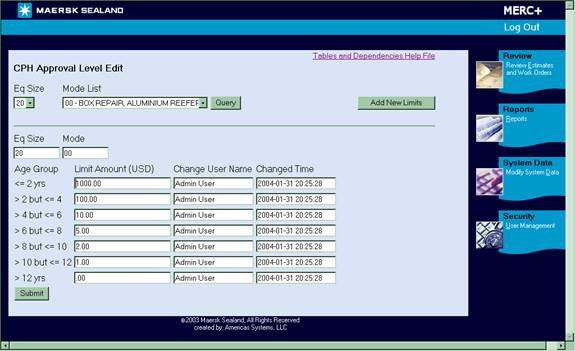 MAERSK SEALAND
MERC+
Log Out
Tables and Dependencies Help File
CPH Approval Level Edit
Eq Size Mode List
20 00 - BOX REPAIR, ALUMINIUM REEFER Query Add New Limits
Eq Size Mode
20 00
Age Group Limit Amount (USD) Change User Name Changed Time
<= 2 yrs 1000.00 Admin User 2004-01-31 20:25:28
> 2 but <= 4 100.00 Admin User 2004-01-31 20:25:28
> 4 but <= 6 10.00 Admin User 2004-01-31 20:25:28
> 6 but <= 8 5.00 Admin User 2004-01-31 20:25:28
> 8 but <= 10 2.00 Admin User 2004-01-31 20:25:28
> 10 but <= 12 1.00 Admin User 2004-01-31 20:25:28
> 12 yrs .00 Admin User 2004-01-31 20:25:28
Submit
Review
Review Estimates
and Work Orders
Reports
Reports
System Data
Modify System Data
Security
User Management
©2003 Maersk Sealand, All Rights Reserved
created by: Americas Systems, LLC